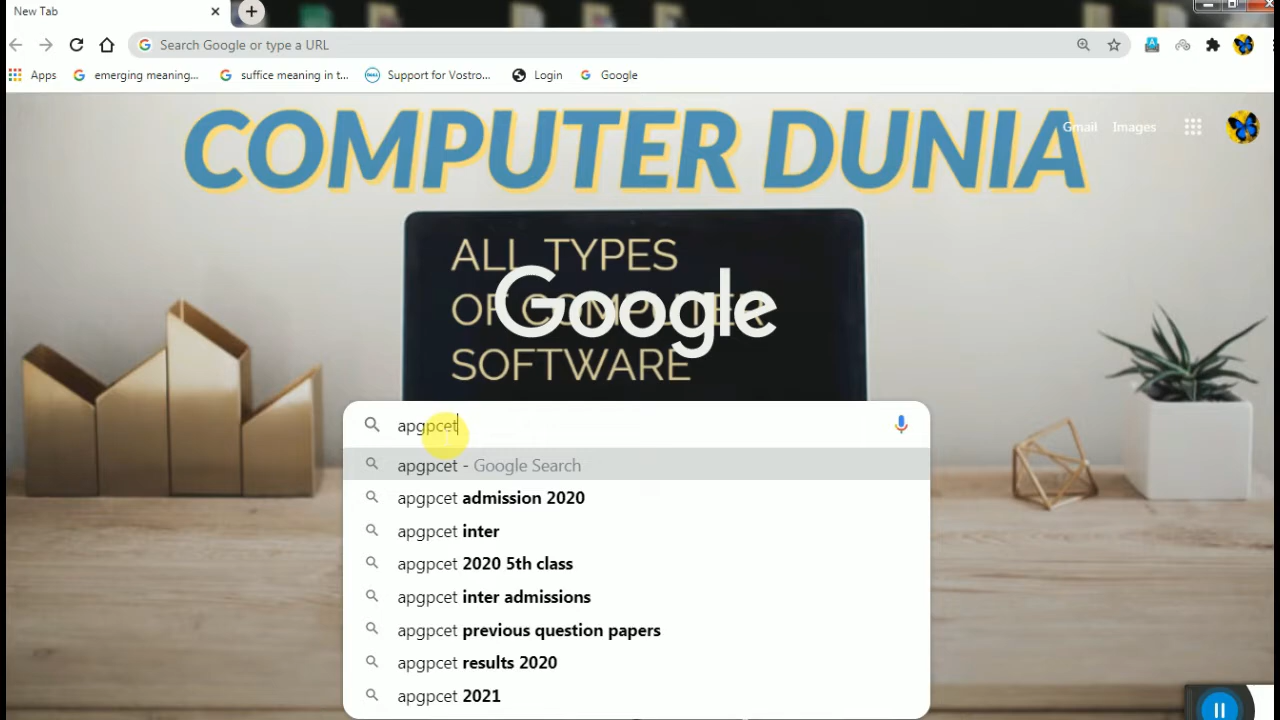 New Tab
Search Google or type a URL
Apps
emerging meaning...
suffice meaning in t...
Support for Vostro...
Login
Google
COMPUTER DUNIA
Gmail
Images
ALL TYPES
OF COMPUTER
SOFTWARE
Google
apgpcet
apgpcet - Google Search
apgpcet admission 2020
apgpcet inter
apgpcet 2020 5th class
apgpcet inter admissions
apgpcet previous question papers
apgpcet results 2020
apgpcet 2021